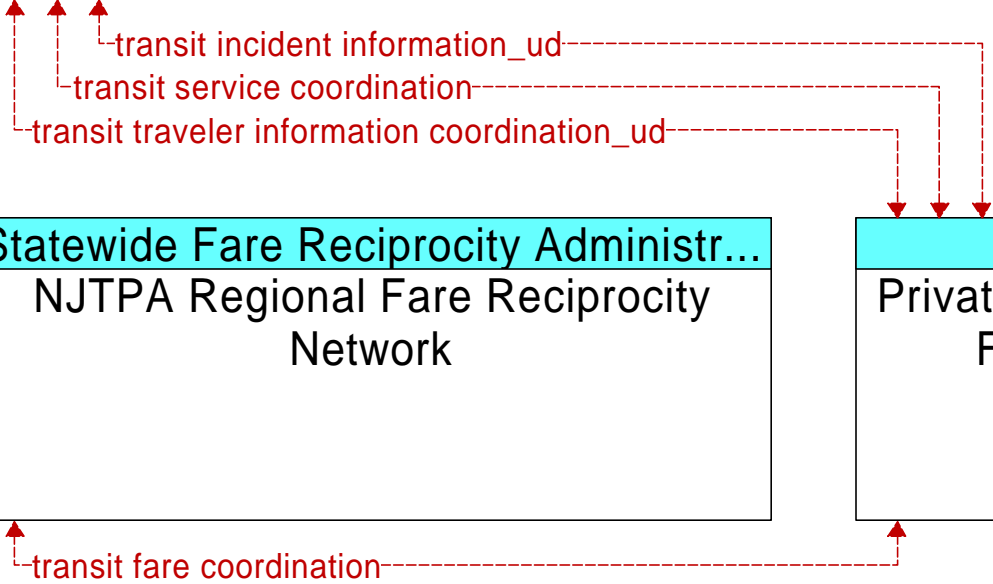 transit incident information_ud
transit service coordination
transit traveler information coordination_ud
Statewide Fare Reciprocity Administr...
NJTPA Regional Fare Reciprocity
Network
transit fare coordination